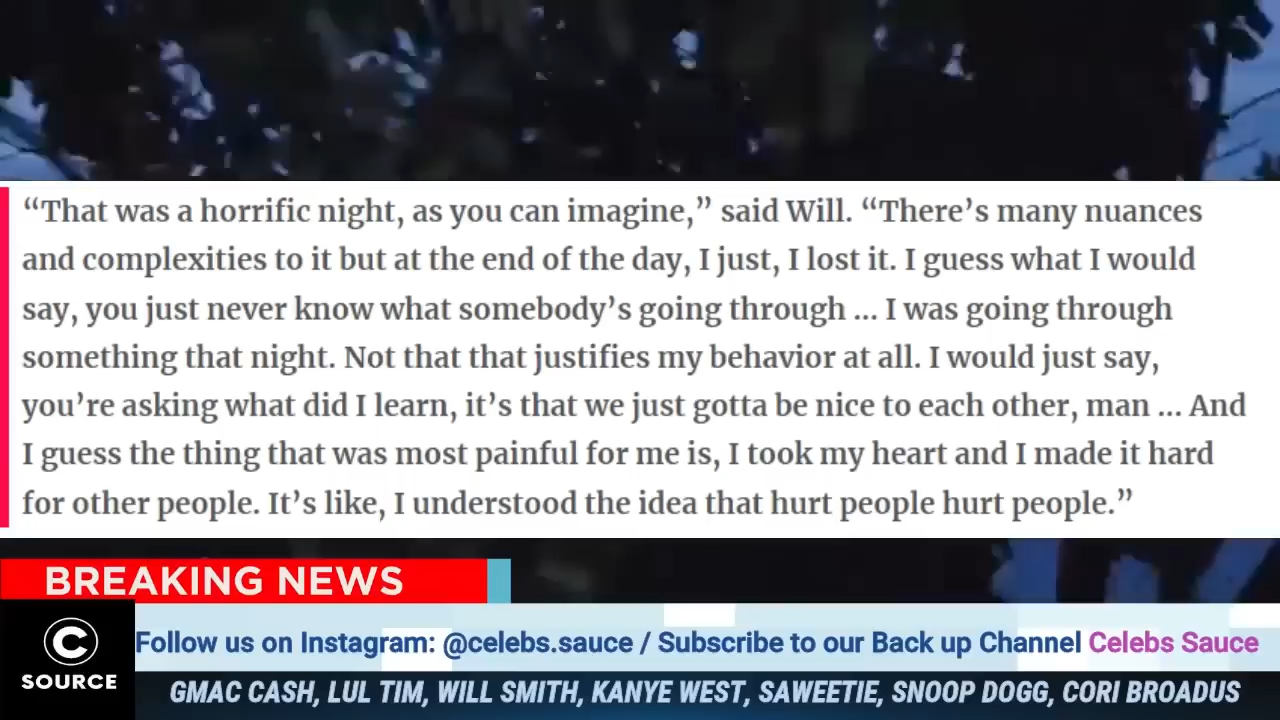 “That was a horrific night, as you can imagine,” said Will. “There’s many nuances
and complexities to it but at the end of the day, I just, I lost it. I guess what I would
say, you just never know what somebody’s going through ... I was going through
something that night. Not that that justifies my behavior at all. I would just say,
you’re asking what did I learn, it’s that we just gotta be nice to each other, man ... And
I guess the thing that was most painful for me is, I took my heart and I made it hard
for other people. It’s like, I understood the idea that hurt people hurt people.”
BREAKING NEWS
C
SOURCE
Follow us on Instagram: @celebs.sauce / Subscribe to our Back up Channel Celebs Sauce
GMAC CASH, LUL TIM, WILL SMITH, KANYE WEST, SAWEETIE, SNOOP DOGG, CORI BROADUS